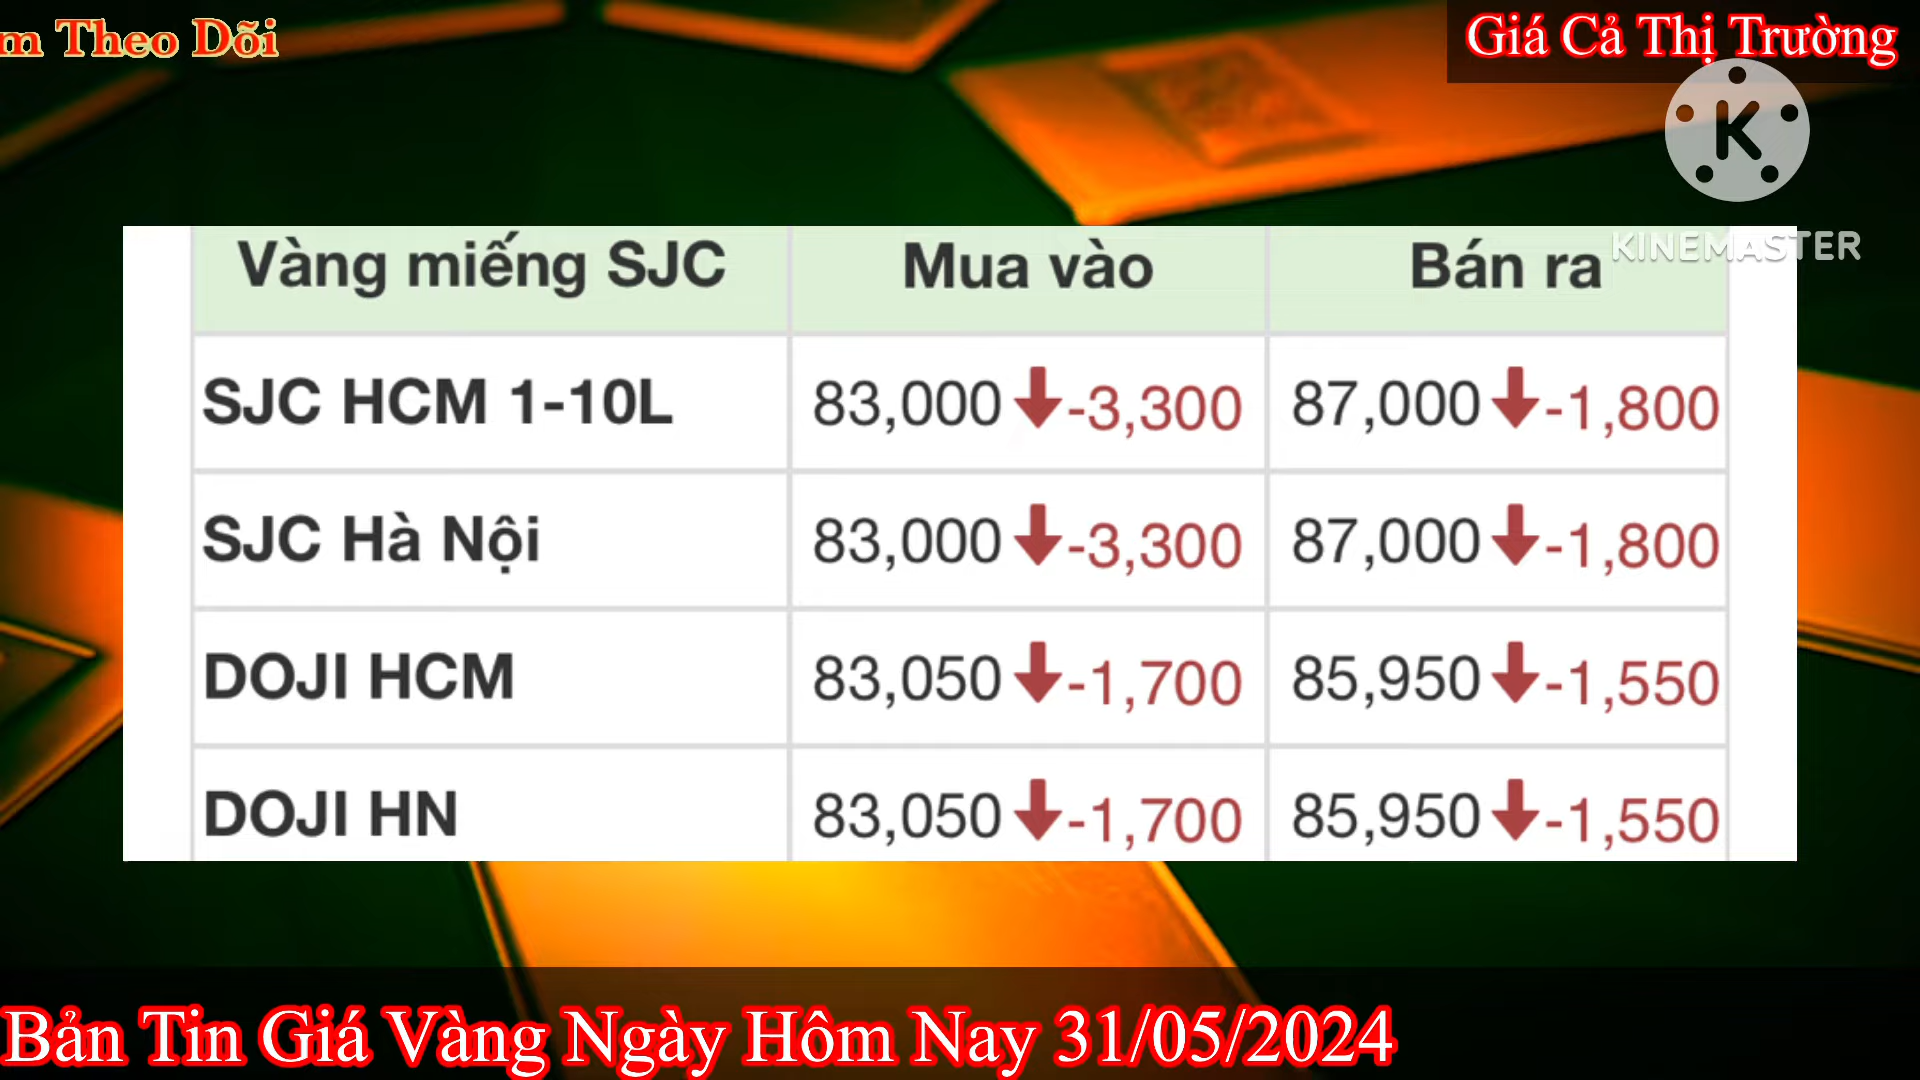 m Theo Dõi
Giá Cả Thị Trường
K
KINEMASTER
Vàng miếng SJC Mua vào Bán ra
SJC HCM 1-10L 83,000 -3,300 87,000 -1,800
SJC Hà Nội 83,000 -3,300 87,000 -1,800
DOJI HCM 83,050 -1,700 85,950 -1,550
DOJI HN 83,050 -1,700 85,950 -1,550
Bản Tin Giá Vàng Ngày Hôm Nay 31/05/2024